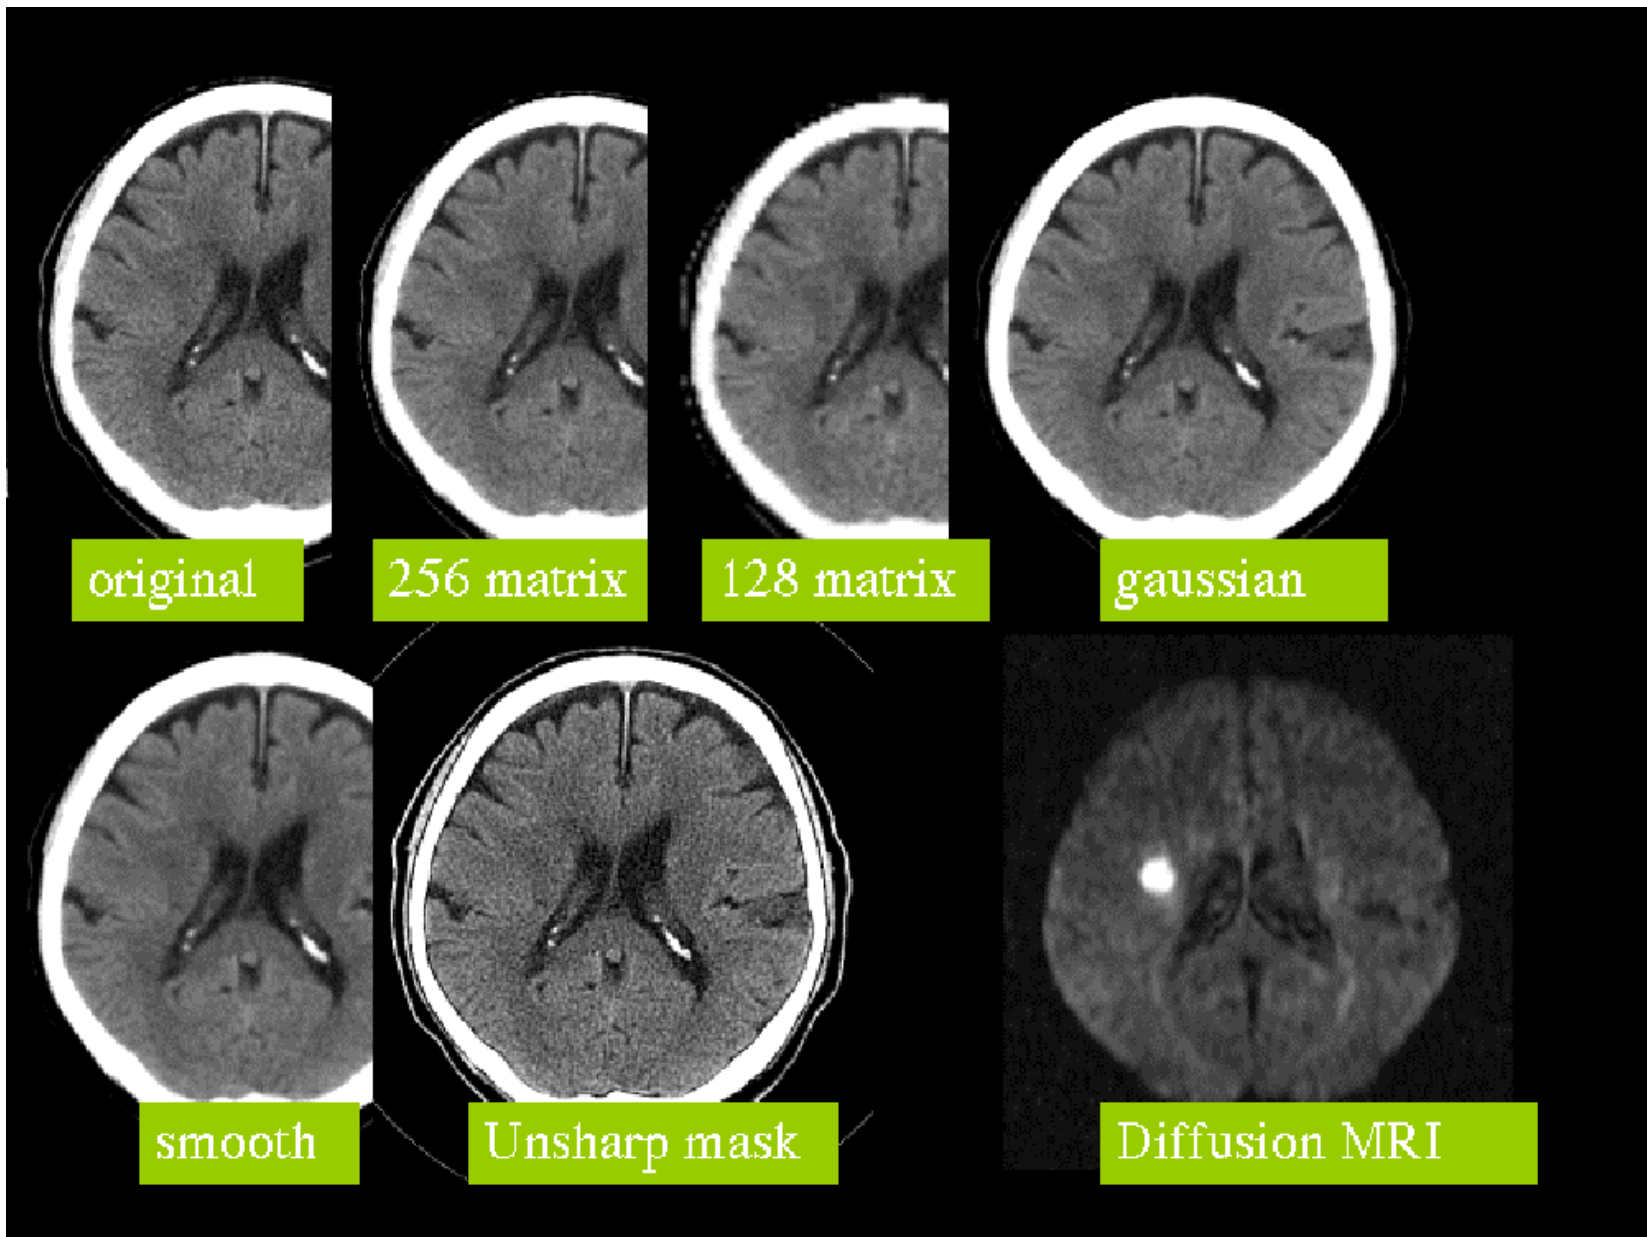 original
256 matrix
128 matrix
gaussian
smooth
Unsharp mask
Diffusion MRI